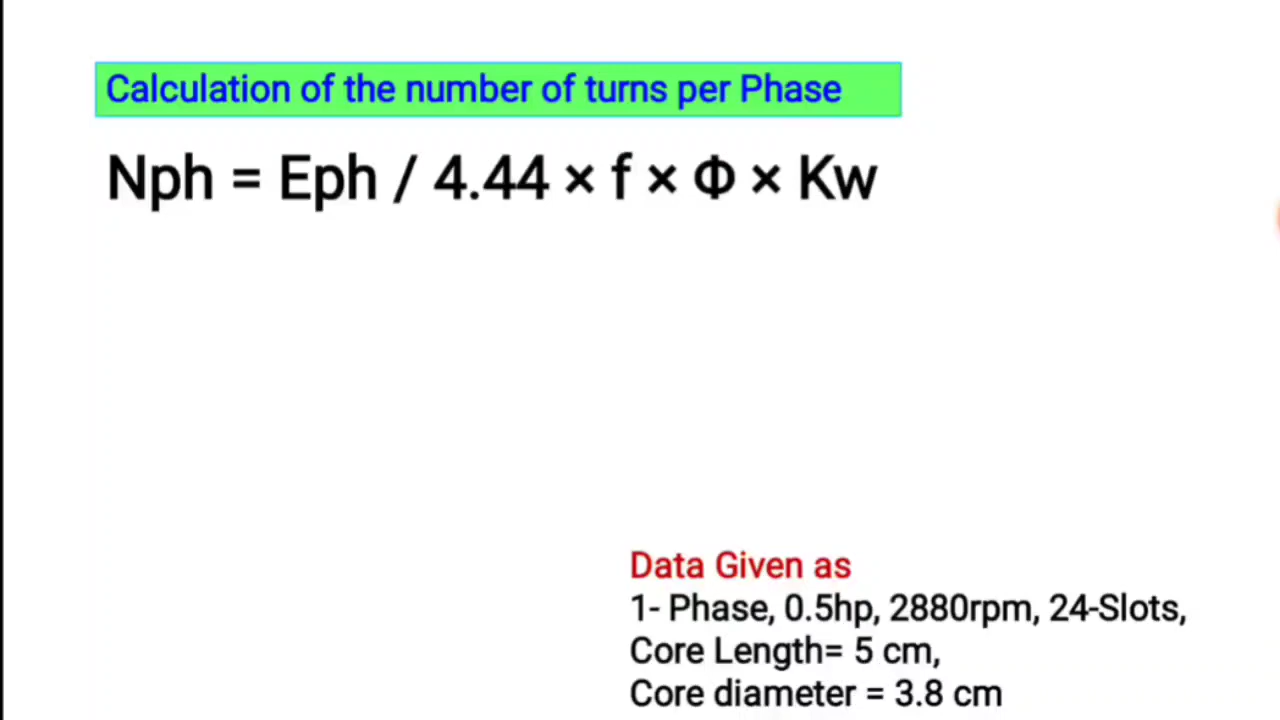 Calculation of the number of turns per Phase
Nph = Eph / 4.44 × f × Φ × Kw
Data Given as
1- Phase, 0.5hp, 2880rpm, 24-Slots,
Core Length= 5 cm,
Core diameter = 3.8 cm